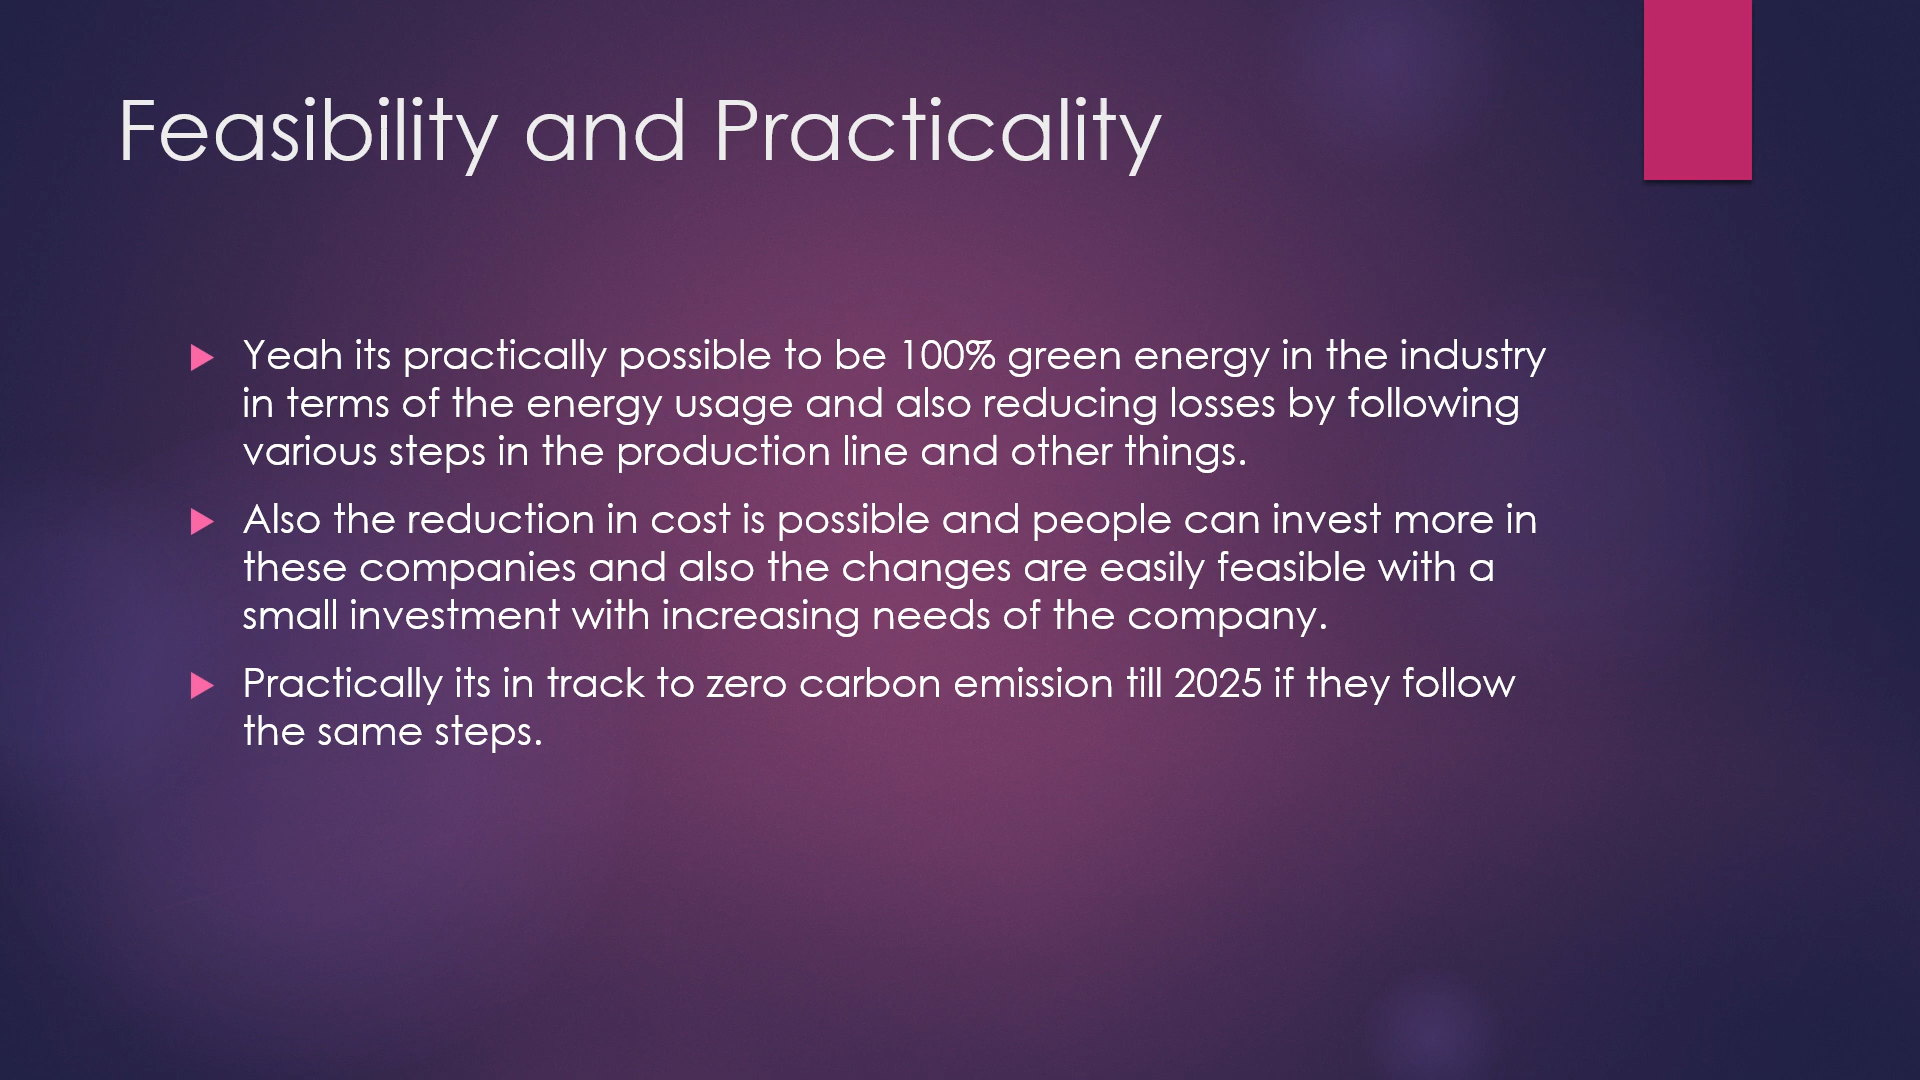 Feasibility and Practicality
Yeah its practically possible to be 100% green energy in the industry
in terms of the energy usage and also reducing losses by following
various steps in the production line and other things.
Also the reduction in cost is possible and people can invest more in
these companies and also the changes are easily feasible with a
small investment with increasing needs of the company.
Practically its in track to zero carbon emission till 2025 if they follow
the same steps.